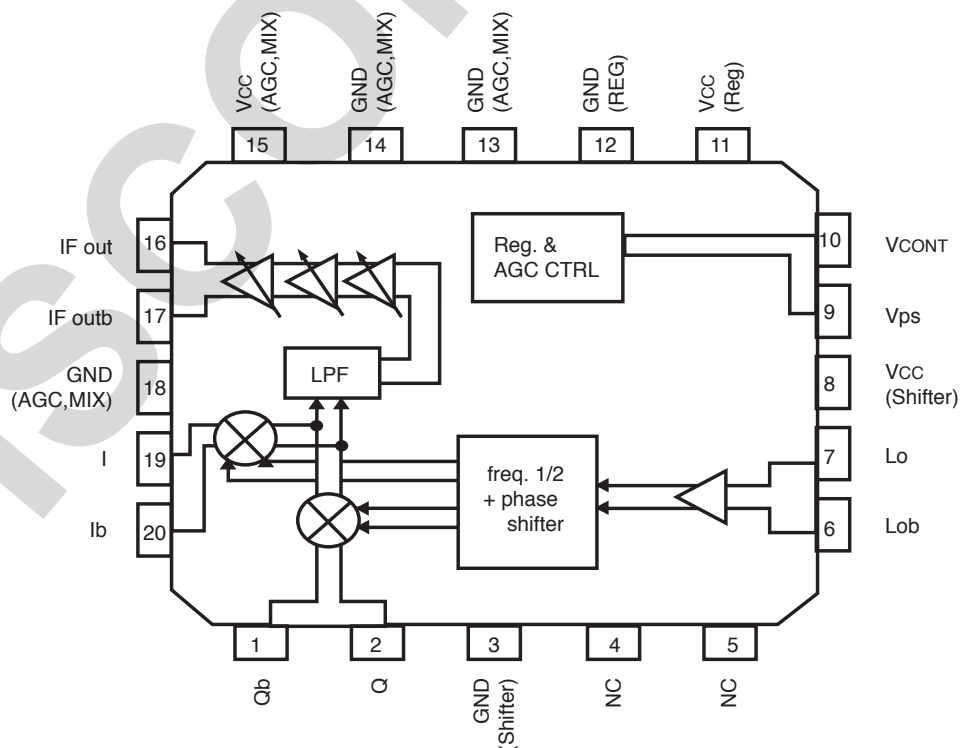 VCC
(AGC,MIX)
GND
(AGC,MIX)
GND
(AGC,MIX)
GND
(REG)
VCC
(Reg)
15
14
13
12
11
IF out
16
IF outb
17
GND
(AGC,MIX)
18
I
19
Ib
20
Reg. &
AGC CTRL
LPF
freq. 1/2
+ phase
shifter
10
VCONT
9
Vps
8
VCC
(Shifter)
7
Lo
6
Lob
1
2
3
4
5
Qb
Q
GND
(Shifter)
NC
NC